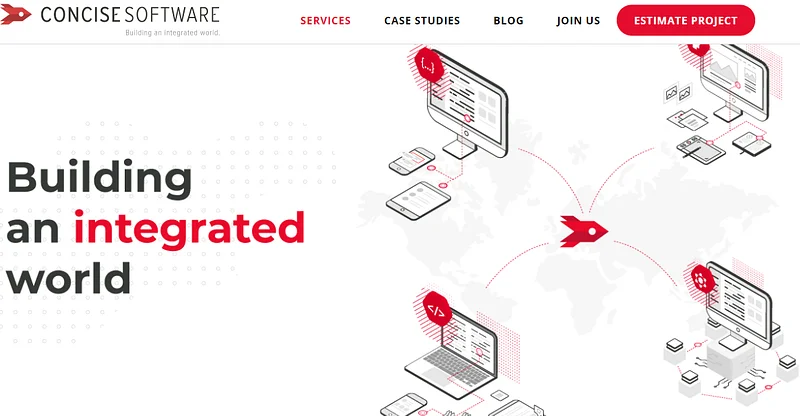 CONCISE SOFTWARE
Building an integrated world.
SERVICES
CASE STUDIES
BLOG
JOIN US
ESTIMATE PROJECT
{...}
Building
an integrated
world
</>